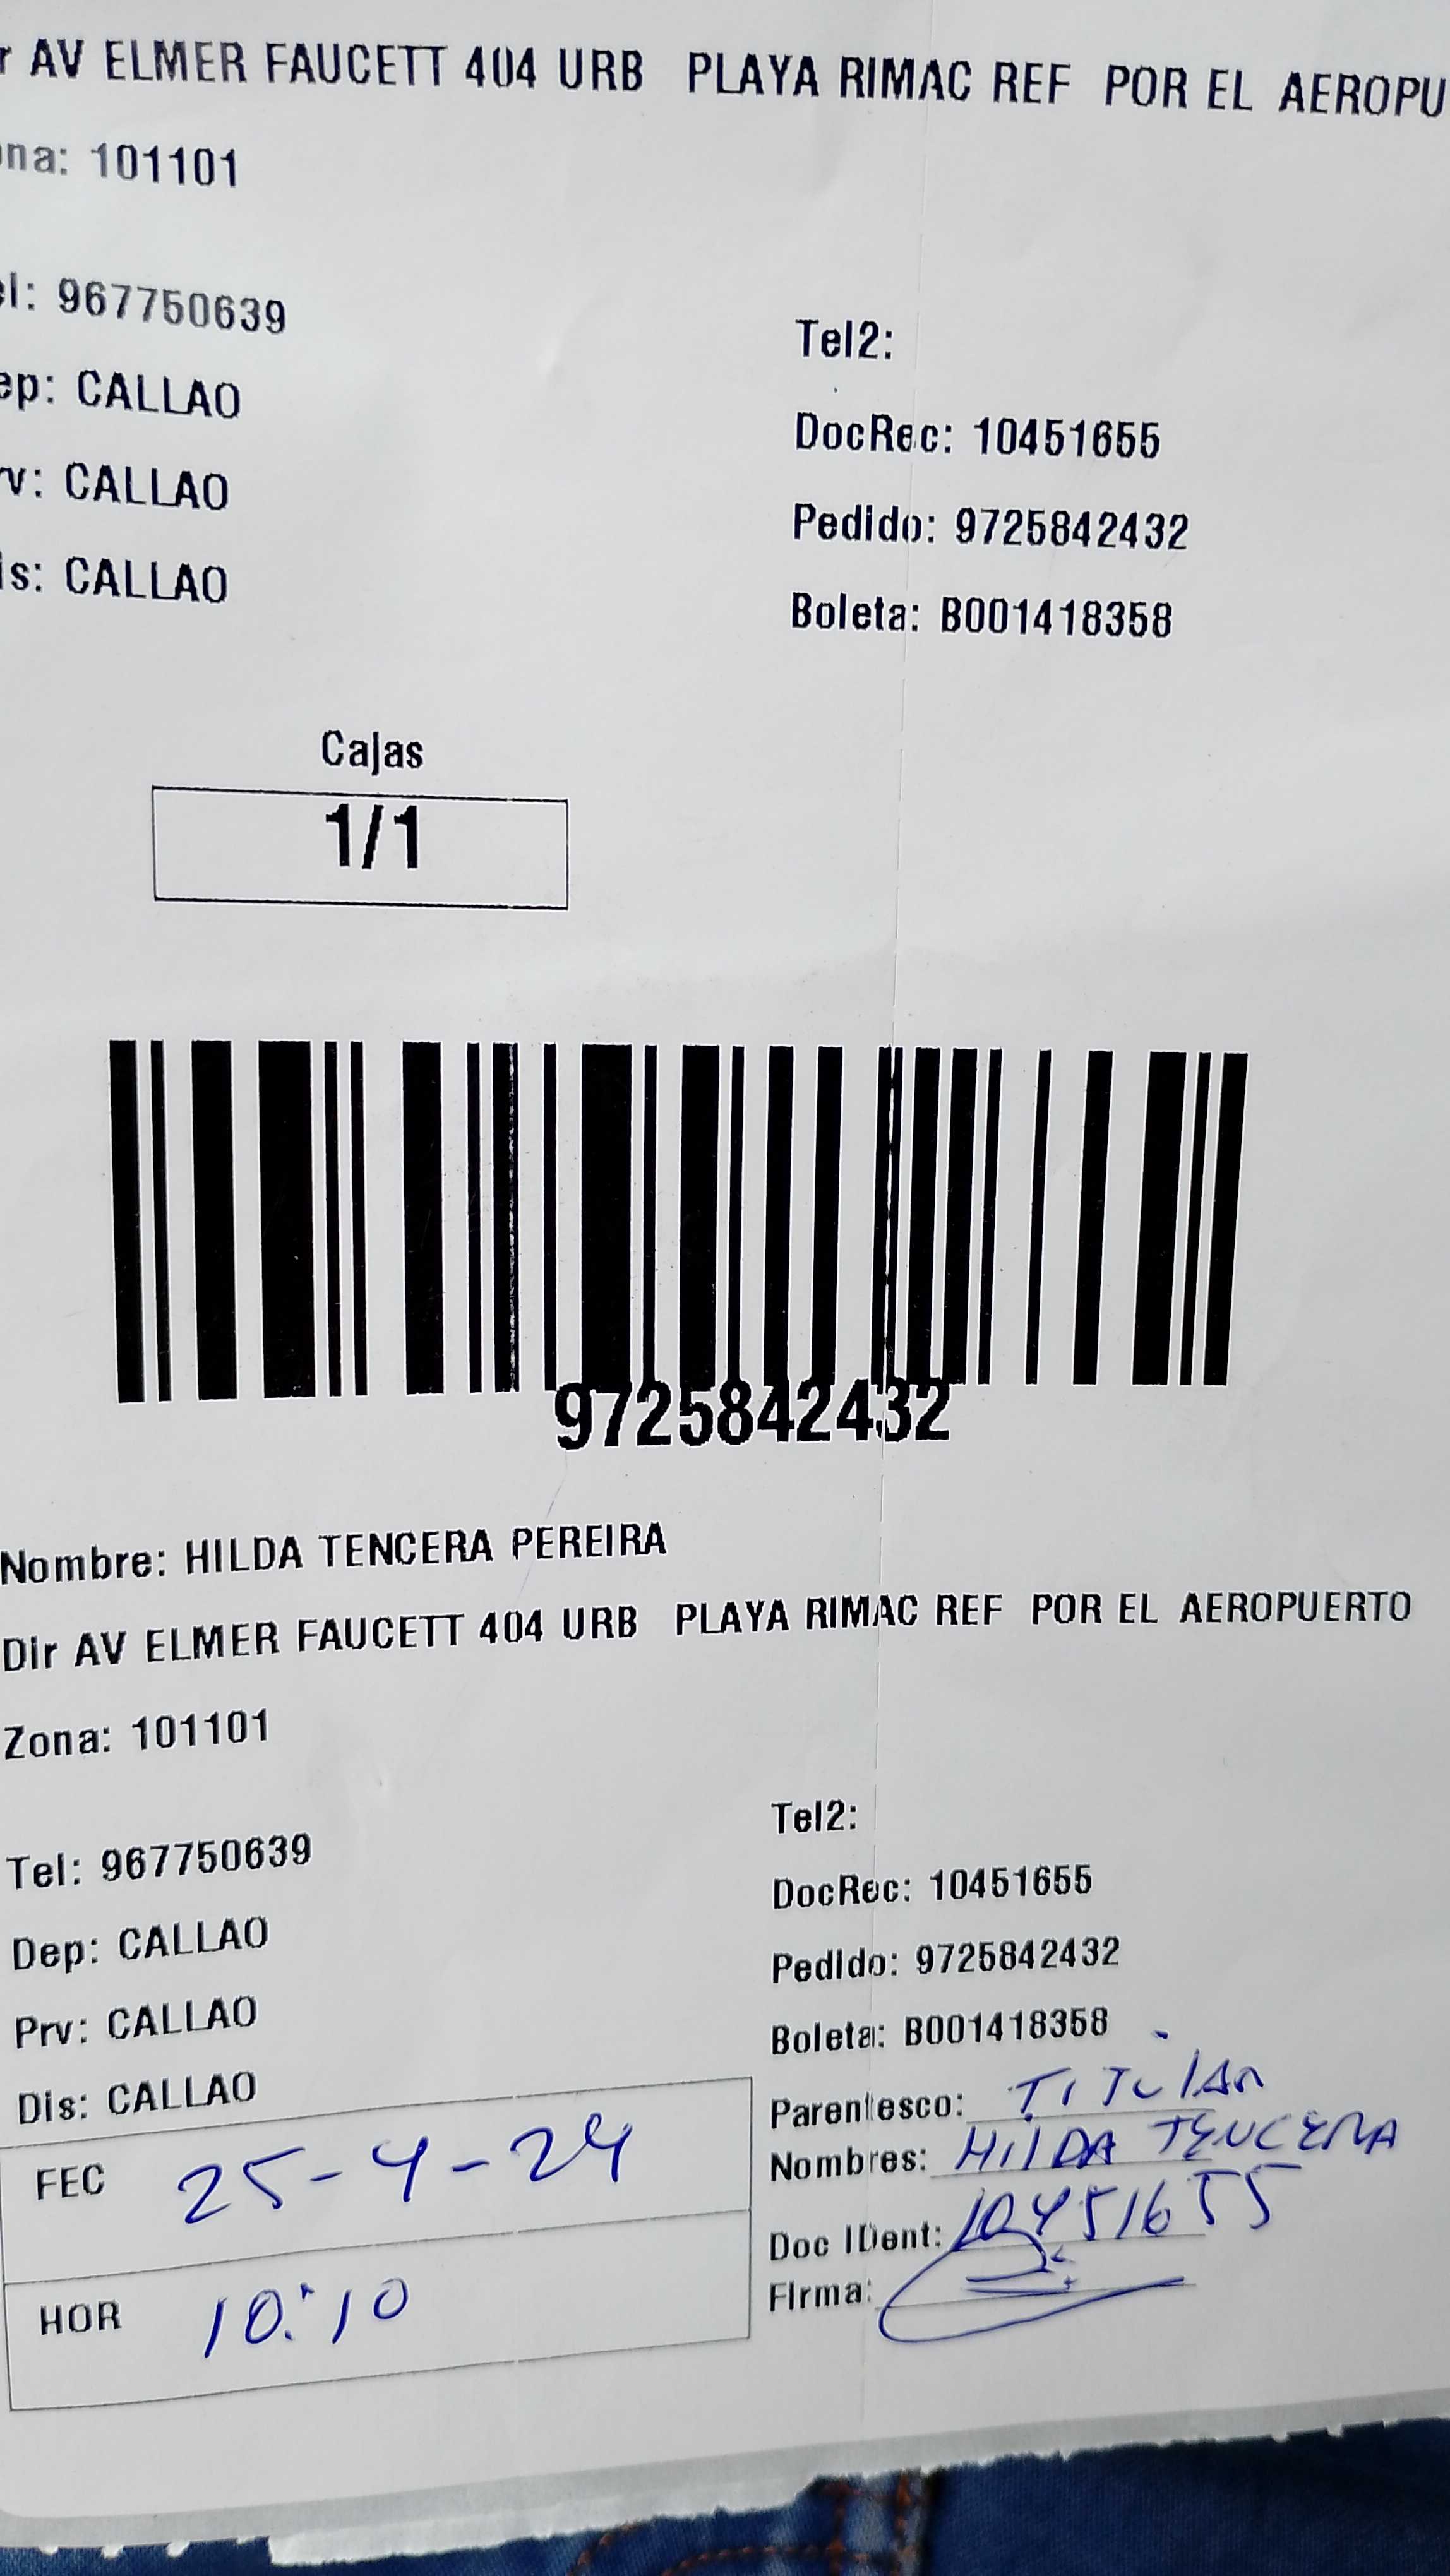 r AV ELMER FAUCETT 404 URB PLAYA RIMAC REF POR EL AEROPU
ona: 101101
el: 967750639
Tel2:
ep: CALLAO
DocRec: 10451655
rv: CALLAO
Pedido: 9725842432
is: CALLAO
Boleta: B001418358
Cajas
1/1
9725842432
Nombre: HILDA TENCERA PEREIRA
Dir AV ELMER FAUCETT 404 URB PLAYA RIMAC REF POR EL AEROPUERTO
Zona: 101101
Tel2:
Tel: 967750639
DocRec: 10451655
Dep: CALLAO
Pedido: 9725842432
Prv: CALLAO
Boleta: B001418358
Dis: CALLAO
Parentesco: TITULAR
FEC 25-4-24
Nombres: HILDA TENCERA
Doc IDent: 10451655
HOR 10:10
Firma: